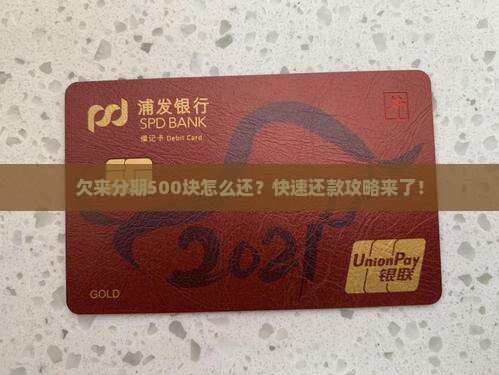 浦发银行
SPD BANK
借记卡 Debit Card
牛
欠来分期500块怎么还？快速还款攻略来了！
2021
UnionPay
银联
GOLD